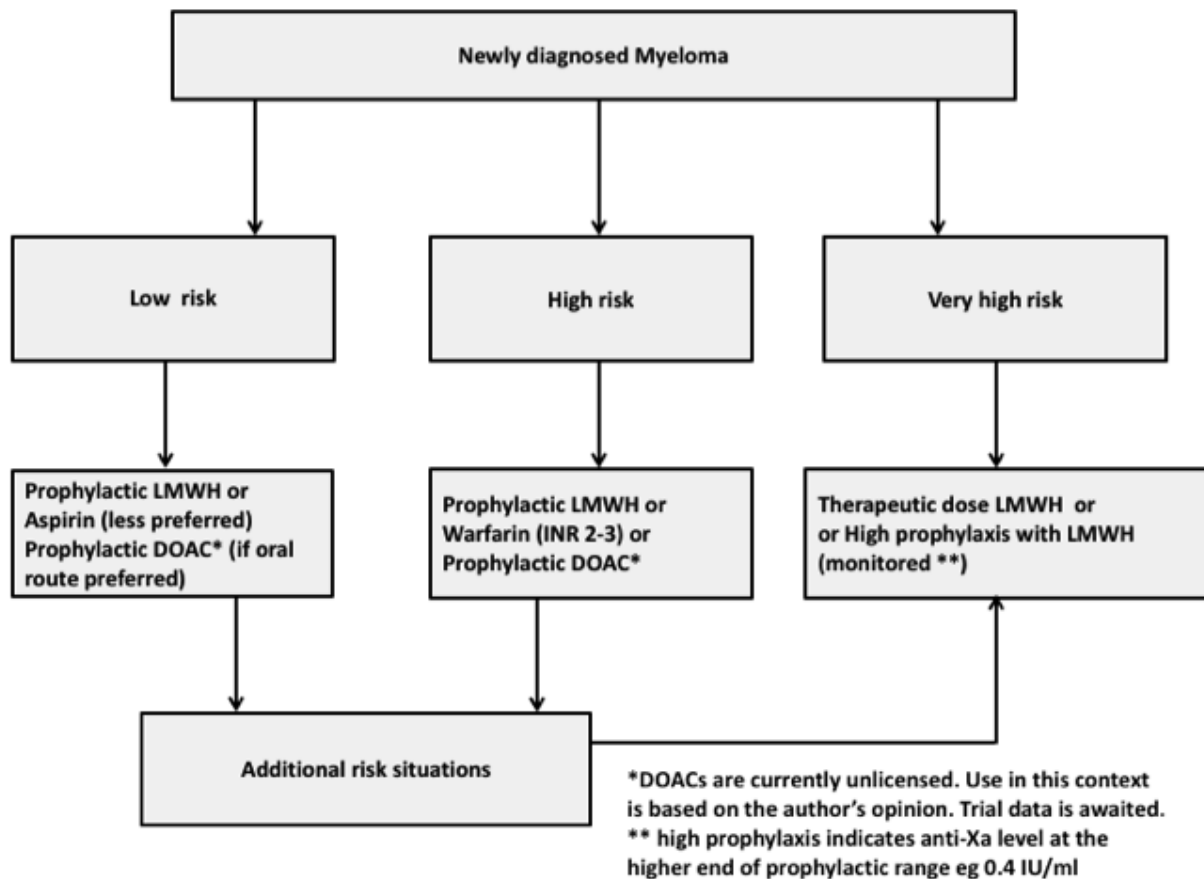 Newly diagnosed Myeloma
Low risk
High risk
Very high risk
Prophylactic LMWH or
Aspirin (less preferred)
Prophylactic DOAC* (if oral
route preferred)
Prophylactic LMWH or
Warfarin (INR 2-3) or
Prophylactic DOAC*
Therapeutic dose LMWH or
or High prophylaxis with LMWH
(monitored **)
Additional risk situations
*DOACs are currently unlicensed. Use in this context
is based on the author's opinion. Trial data is awaited.
** high prophylaxis indicates anti-Xa level at the
higher end of prophylactic range eg 0.4 IU/ml